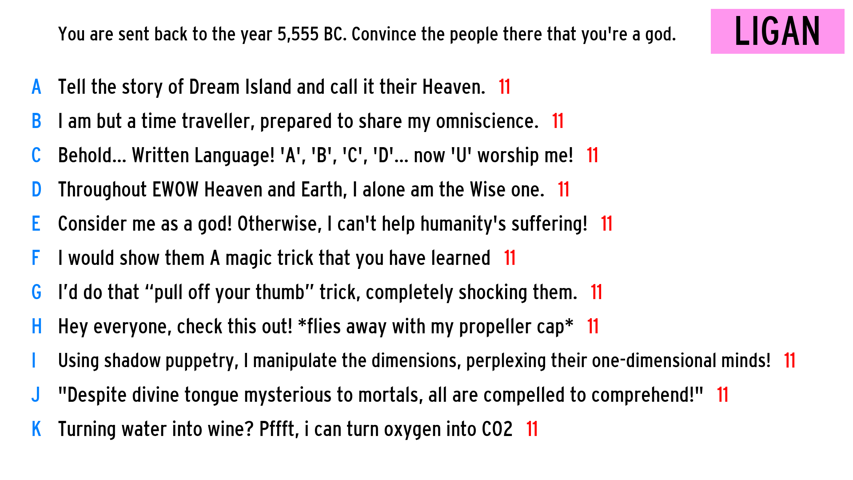 You are sent back to the year 5,555 BC. Convince the people there that you're a god.
LIGAN
A Tell the story of Dream Island and call it their Heaven. 11
B I am but a time traveller, prepared to share my omniscience. 11
C Behold... Written Language! 'A', 'B', 'C', 'D'... now 'U' worship me! 11
D Throughout EWOW Heaven and Earth, I alone am the Wise one. 11
E Consider me as a god! Otherwise, I can't help humanity's suffering! 11
F I would show them A magic trick that you have learned 11
G I’d do that “pull off your thumb” trick, completely shocking them. 11
H Hey everyone, check this out! *flies away with my propeller cap* 11
I Using shadow puppetry, I manipulate the dimensions, perplexing their one-dimensional minds! 11
J "Despite divine tongue mysterious to mortals, all are compelled to comprehend!" 11
K Turning water into wine? Pffft, i can turn oxygen into CO2 11